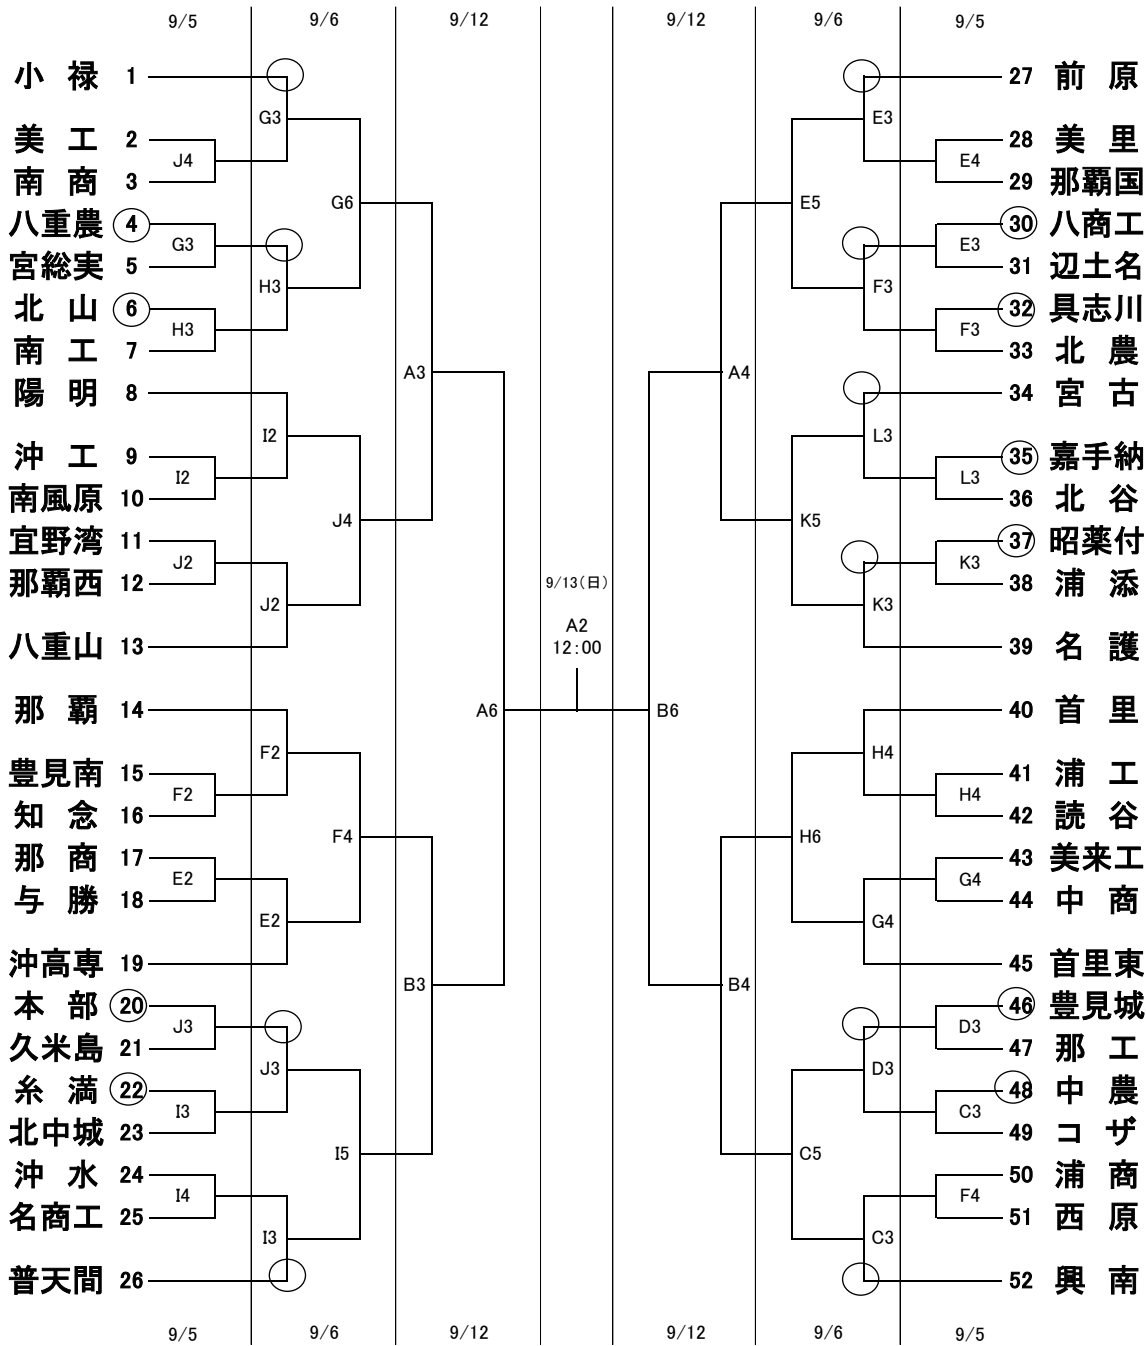 9/5 9/6 9/12 9/12 9/6 9/5
小 禄 1
G3
美 工 2
J4
南 商 3
G6
八重農 4
G3
宮総実 5
H3
北 山 6
H3
南 工 7
A3
陽 明 8
I2
沖 工 9
I2
南風原 10
J4
宜野湾 11
J2
那覇西 12
J2
八重山 13
A6
那 覇 14
F2
豊見南 15
F2
知 念 16
F4
那 商 17
E2
与 勝 18
E2
沖高専 19
B3
本 部 20
J3
久米島 21
J3
糸 満 22
I3
北中城 23
I5
沖 水 24
I4
名商工 25
I3
普天間 26
9/13(日)
A2
12:00
27 前 原
E3
28 美 里
E4
29 那覇国
E5
30 八商工
E3
31 辺土名
F3
32 具志川
F3
33 北 農
A4
34 宮 古
L3
35 嘉手納
L3
36 北 谷
K5
37 昭薬付
K3
38 浦 添
K3
39 名 護
B6
40 首 里
H4
41 浦 工
H4
42 読 谷
H6
43 美来工
G4
44 中 商
G4
45 首里東
B4
46 豊見城
D3
47 那 工
D3
48 中 農
C3
49 コ ザ
C5
50 浦 商
F4
51 西 原
C3
52 興 南
9/5 9/6 9/12 9/12 9/6 9/5